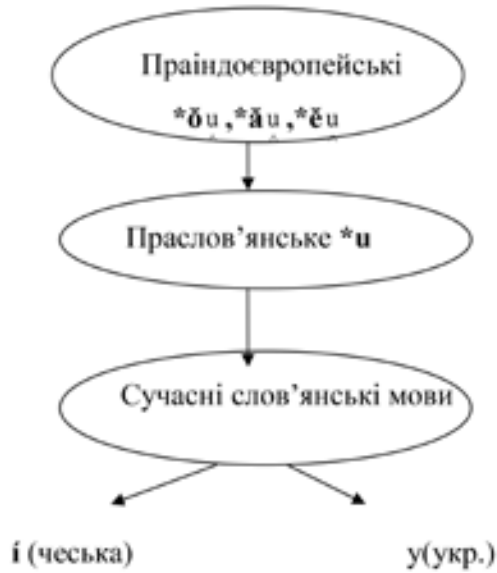 Праіндоєвропейські
*ŏu̯,*ău̯,*ĕu̯
Праслов’янське *u
Сучасні слов’янські мови
í (чеська) у(укр.)